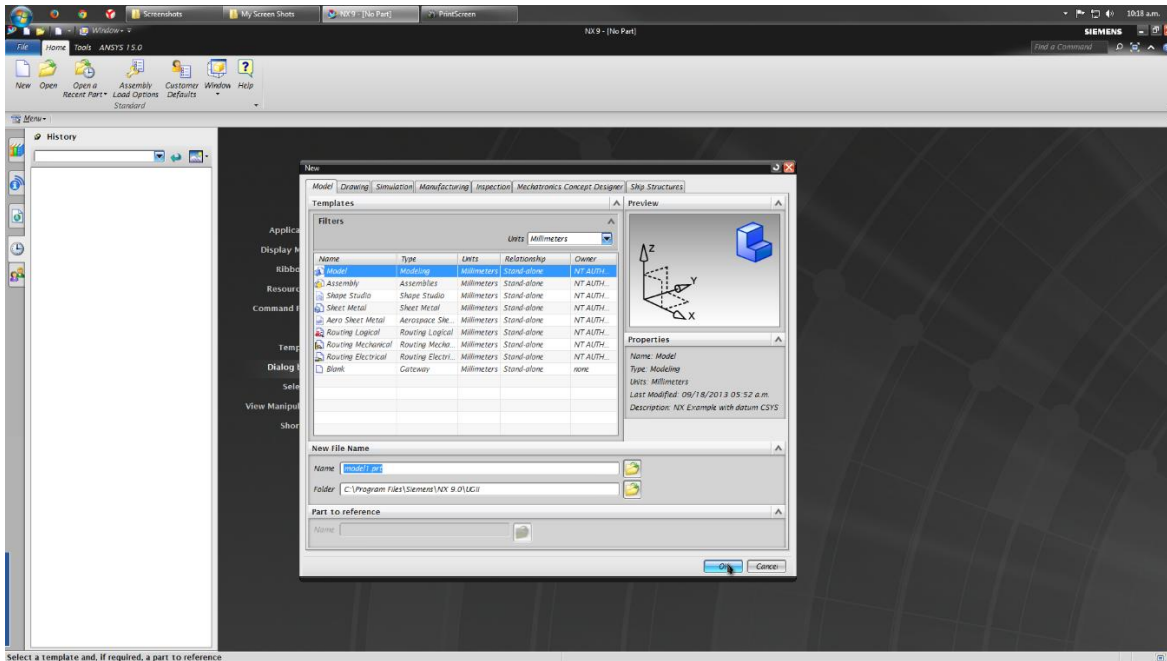 Screenshots My Screen Shots NX 9 - [No Part] PrintScreen 10:18 a.m.
Window NX 9 - [No Part] SIEMENS
File Home Tools ANSYS 15.0 Find a Command
New Open Open a Recent Part Assembly Load Options Customer Defaults Window Help
Standard
Menu
History
Applica
Display M
Ribbo
Resourc
Command F
Temp
Dialog
Sele
View Manipul
Shor
New
Model Drawing Simulation Manufacturing Inspection Mechatronics Concept Designer Ship Structures
Templates
Filters
Units Millimeters
Name Type Units Relationship Owner
Model Modeling Millimeters Stand-alone NT AUTH...
Assembly Assemblies Millimeters Stand-alone NT AUTH...
Shape Studio Shape Studio Millimeters Stand-alone NT AUTH...
Sheet Metal Sheet Metal Millimeters Stand-alone NT AUTH...
Aero Sheet Metal Aerospace She... Millimeters Stand-alone NT AUTH...
Routing Logical Routing Logical Millimeters Stand-alone NT AUTH...
Routing Mechanical Routing Mecha... Millimeters Stand-alone NT AUTH...
Routing Electrical Routing Electri... Millimeters Stand-alone NT AUTH...
Blank Gateway Millimeters Stand-alone none
Preview
Z
Y
X
Properties
Name: Model
Type: Modeling
Units: Millimeters
Last Modified: 09/18/2013 05:52 a.m.
Description: NX Example with datum CSYS
New File Name
Name model1.prt
Folder C:\Program Files\Siemens\NX 9.0\UGII
Part to reference
Name
OK Cancel
Select a template and, if required, a part to reference